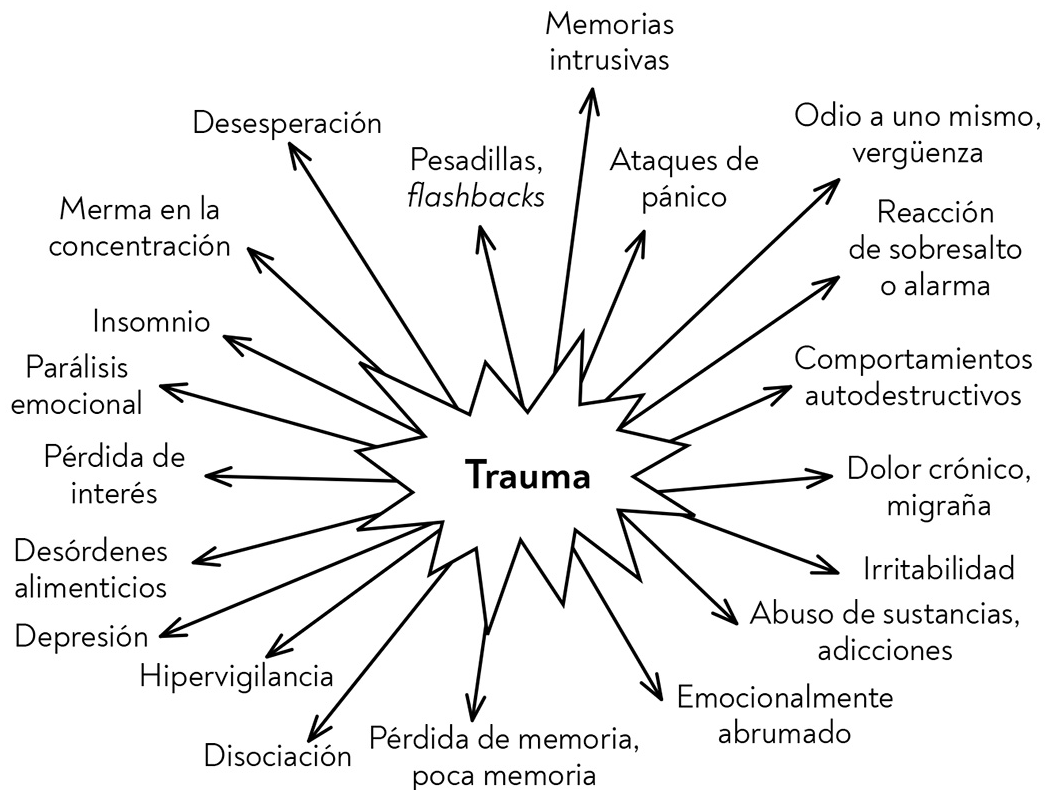 Memorias
intrusivas
Desesperación
Pesadillas,
flashbacks
Ataques de
pánico
Odio a uno mismo,
vergüenza
Merma en la
concentración
Reacción
de sobresalto
o alarma
Insomnio
Parálisis
emocional
Comportamientos
autodestructivos
Trauma
Pérdida de
interés
Dolor crónico,
migraña
Desórdenes
alimenticios
Irritabilidad
Depresión
Abuso de sustancias,
adicciones
Hipervigilancia
Emocionalmente
abrumado
Disociación
Pérdida de memoria,
poca memoria